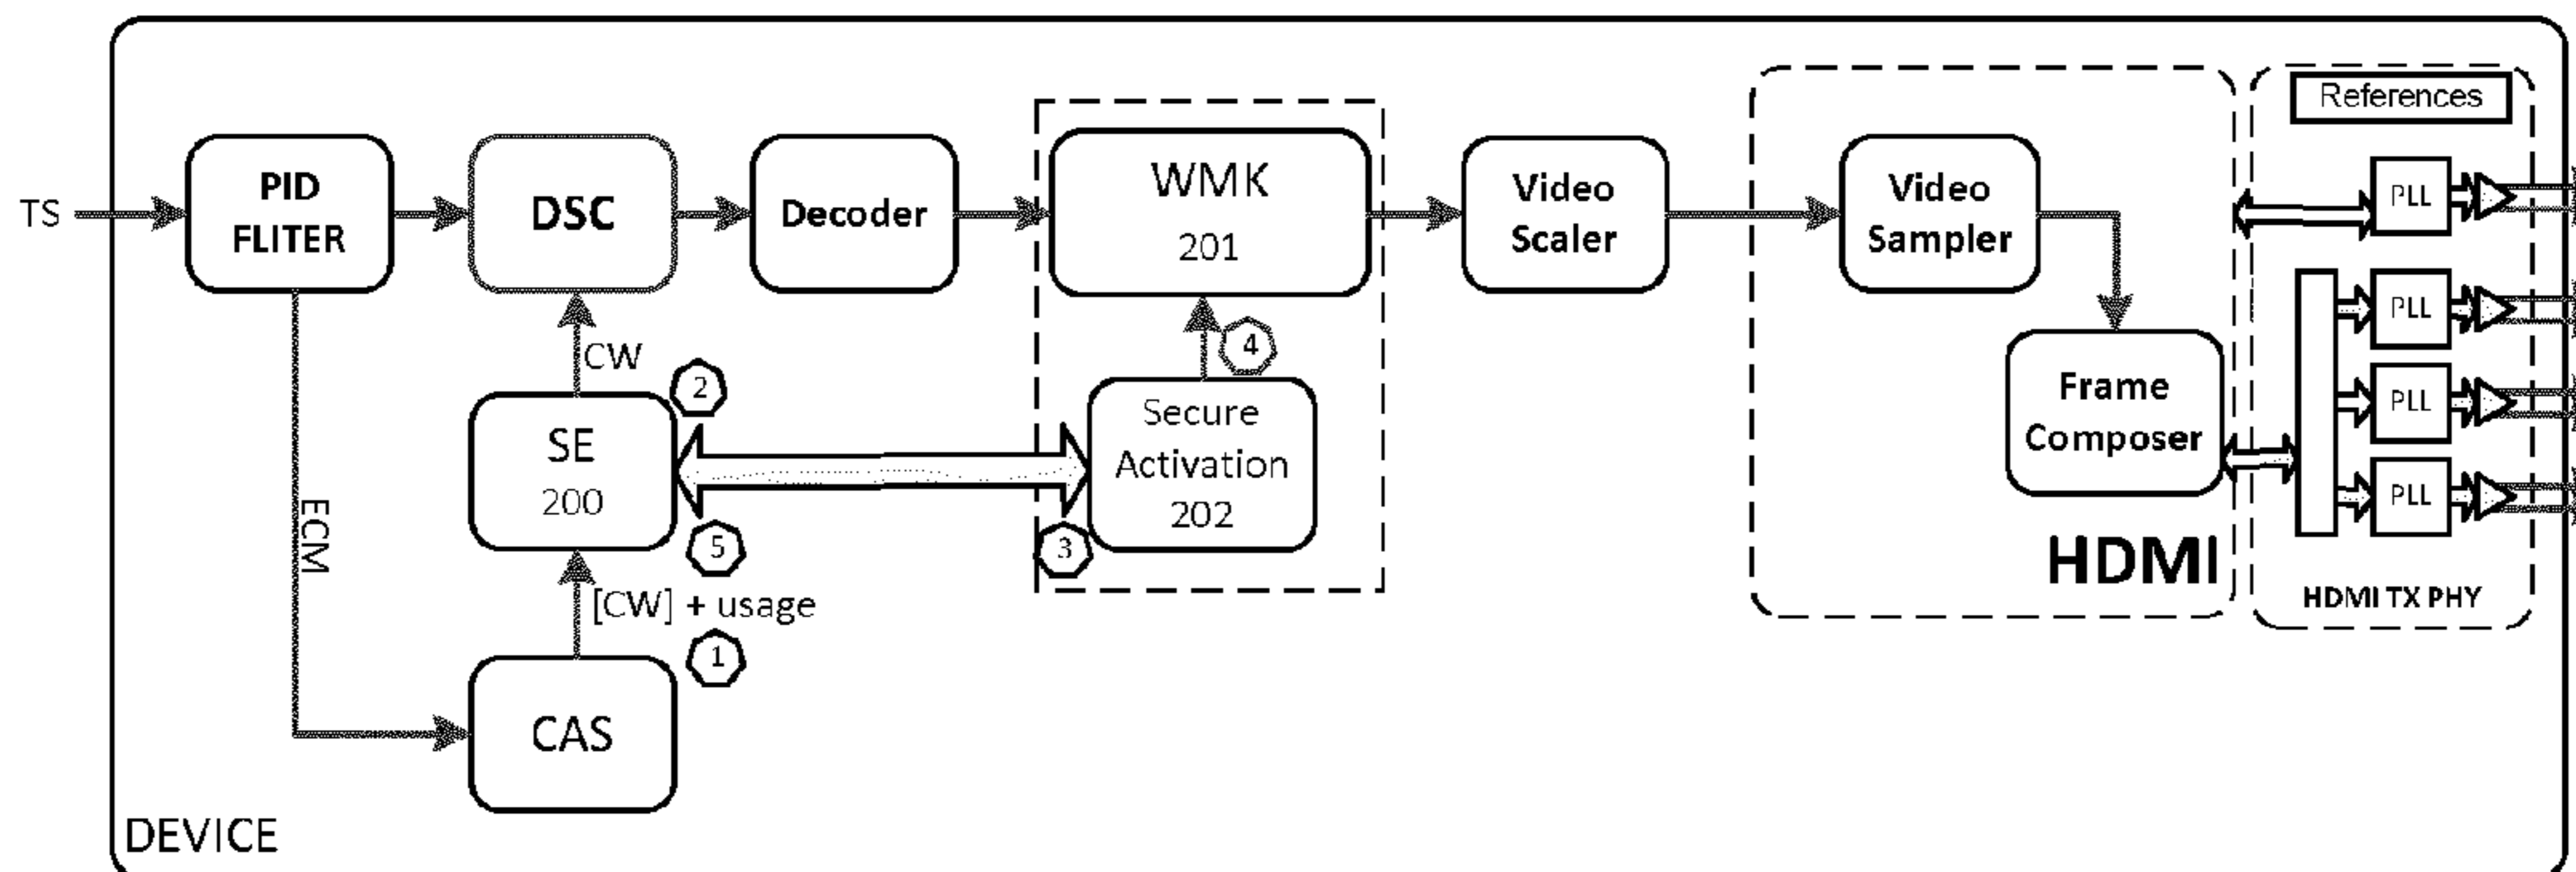 References
TS
PID
FLITER
DSC
Decoder
WMK
201
Video
Scaler
Video
Sampler
PLL
PLL
PLL
PLL
CW
2
4
SE
200
Secure
Activation
202
Frame
Composer
ECM
5
3
HDMI
HDMI TX PHY
[CW] + usage
1
CAS
DEVICE